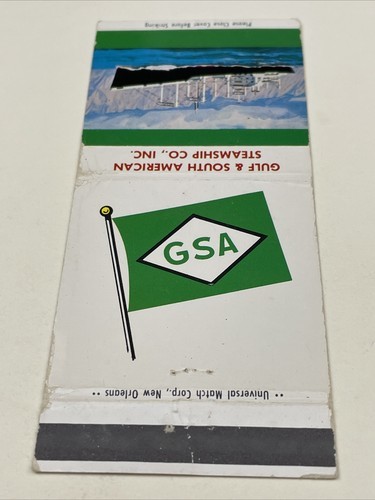 Please Close Cover Before Striking
GULF & SOUTH AMERICAN
STEAMSHIP CO., INC.
GSA
•• Universal Match Corp., New Orleans ••